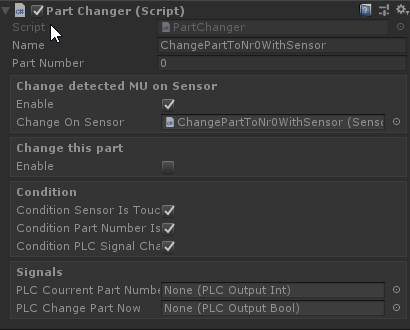 Part Changer (Script)
Script PartChanger
Name ChangePartToNr0WithSensor
Part Number 0
Change detected MU on Sensor
Enable
Change On Sensor ChangePartToNr0WithSensor (Senso
Change this part
Enable
Condition
Condition Sensor Is Touc
Condition Part Number Is
Condition PLC Signal Cha
Signals
PLC Courrent Part Numbe None (PLC Output Int)
PLC Change Part Now None (PLC Output Bool)